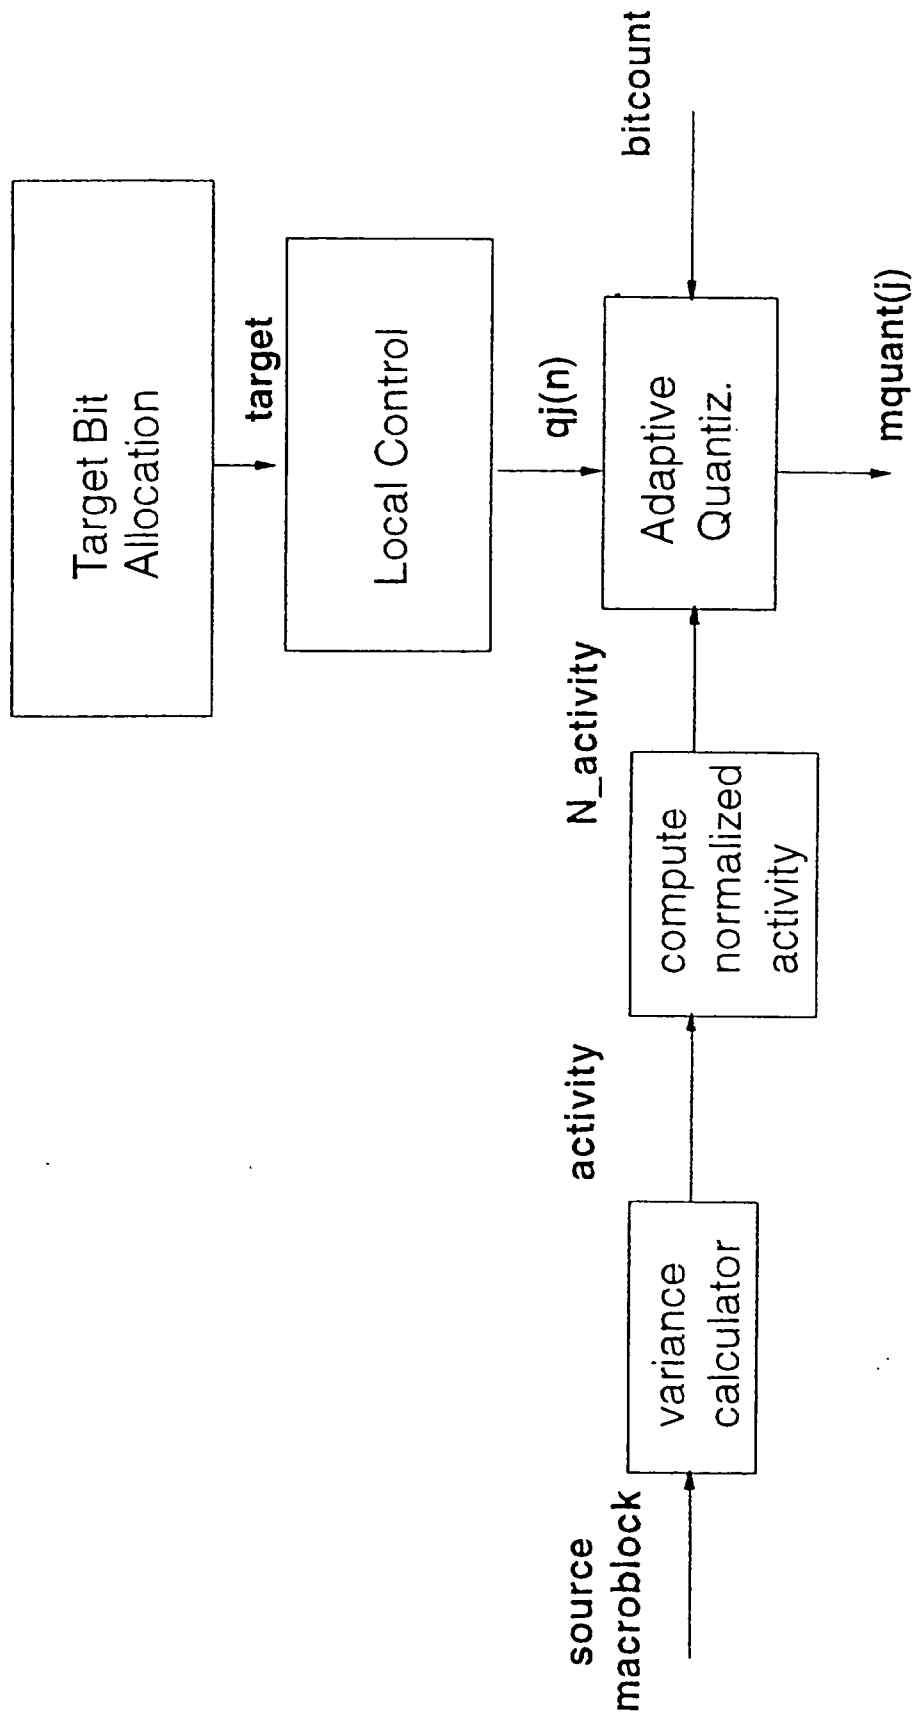 Target Bit
Allocation
target
Local Control
qj(n)
bitcount
source
macroblock
variance
calculator
activity
compute
normalized
activity
N_activity
Adaptive
Quantiz.
mquant(j)